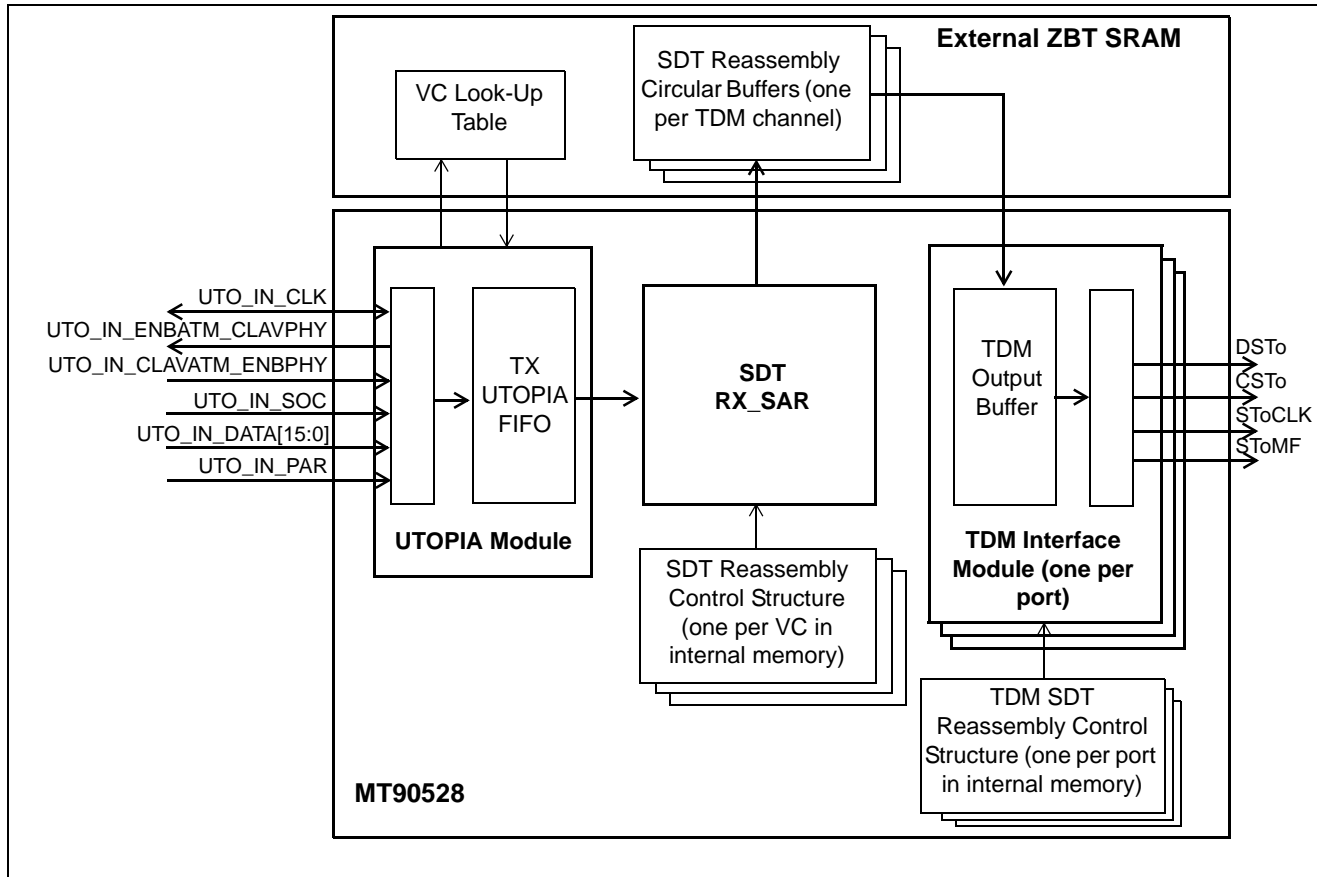 External ZBT SRAM
VC Look-Up
Table
SDT Reassembly
Circular Buffers (one
per TDM channel)
UTO_IN_CLK
UTO_IN_ENBATM_CLAVPHY
UTO_IN_CLAVATM_ENBPHY
UTO_IN_SOC
UTO_IN_DATA[15:0]
UTO_IN_PAR
TX
UTOPIA
FIFO
UTOPIA Module
SDT
RX_SAR
SDT Reassembly
Control Structure
(one per VC in
internal memory)
TDM
Output
Buffer
TDM Interface
Module (one per
port)
DSTo
CSTo
SToCLK
SToMF
TDM SDT
Reassembly Control
Structure (one per port
in internal memory)
MT90528